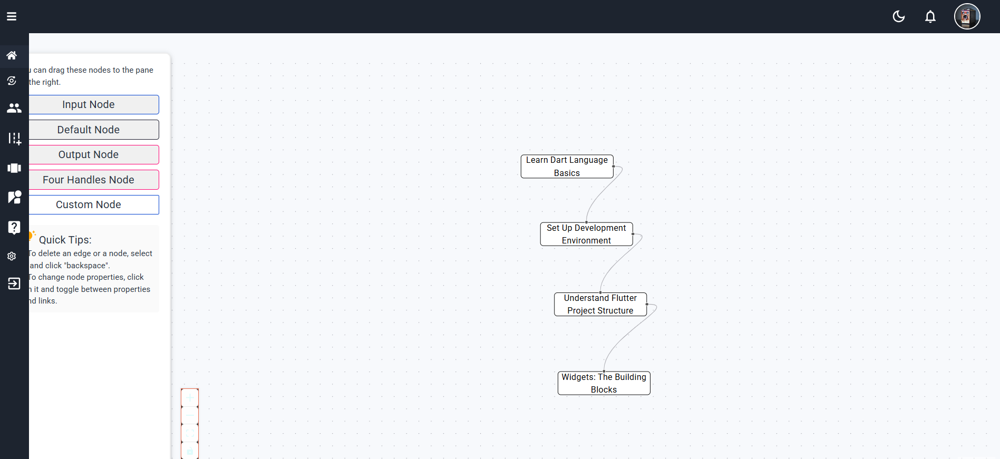 can drag these nodes to the pane
the right.
Input Node
Default Node
Output Node
Four Handles Node
Custom Node
Quick Tips:
To delete an edge or a node, select
and click "backspace".
To change node properties, click
it and toggle between properties
links.
Learn Dart Language
Basics
Set Up Development
Environment
Understand Flutter
Project Structure
Widgets: The Building
Blocks